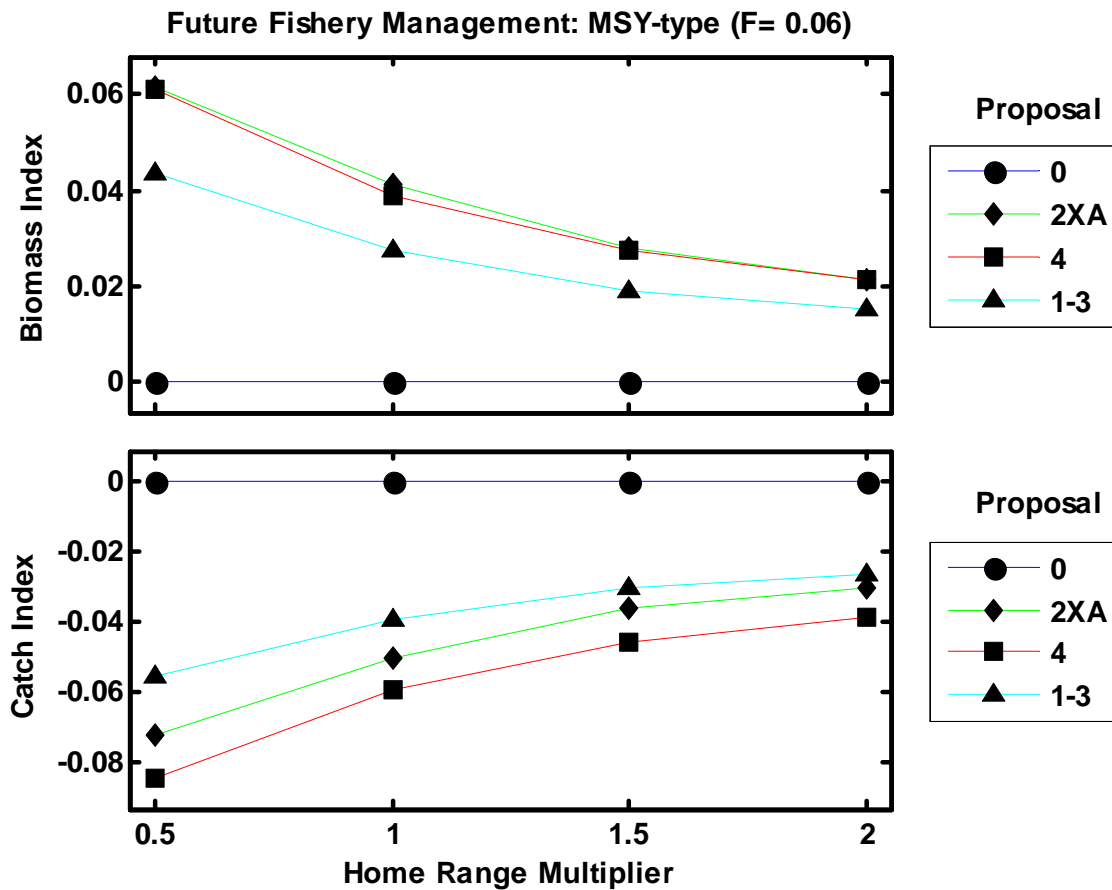 Future Fishery Management: MSY-type (F= 0.06)
Biomass Index
0.06
0.04
0.02
0
Proposal
0
2XA
4
1-3
Catch Index
0
-0.02
-0.04
-0.06
-0.08
0.5 1 1.5 2
Home Range Multiplier
Proposal
0
2XA
4
1-3